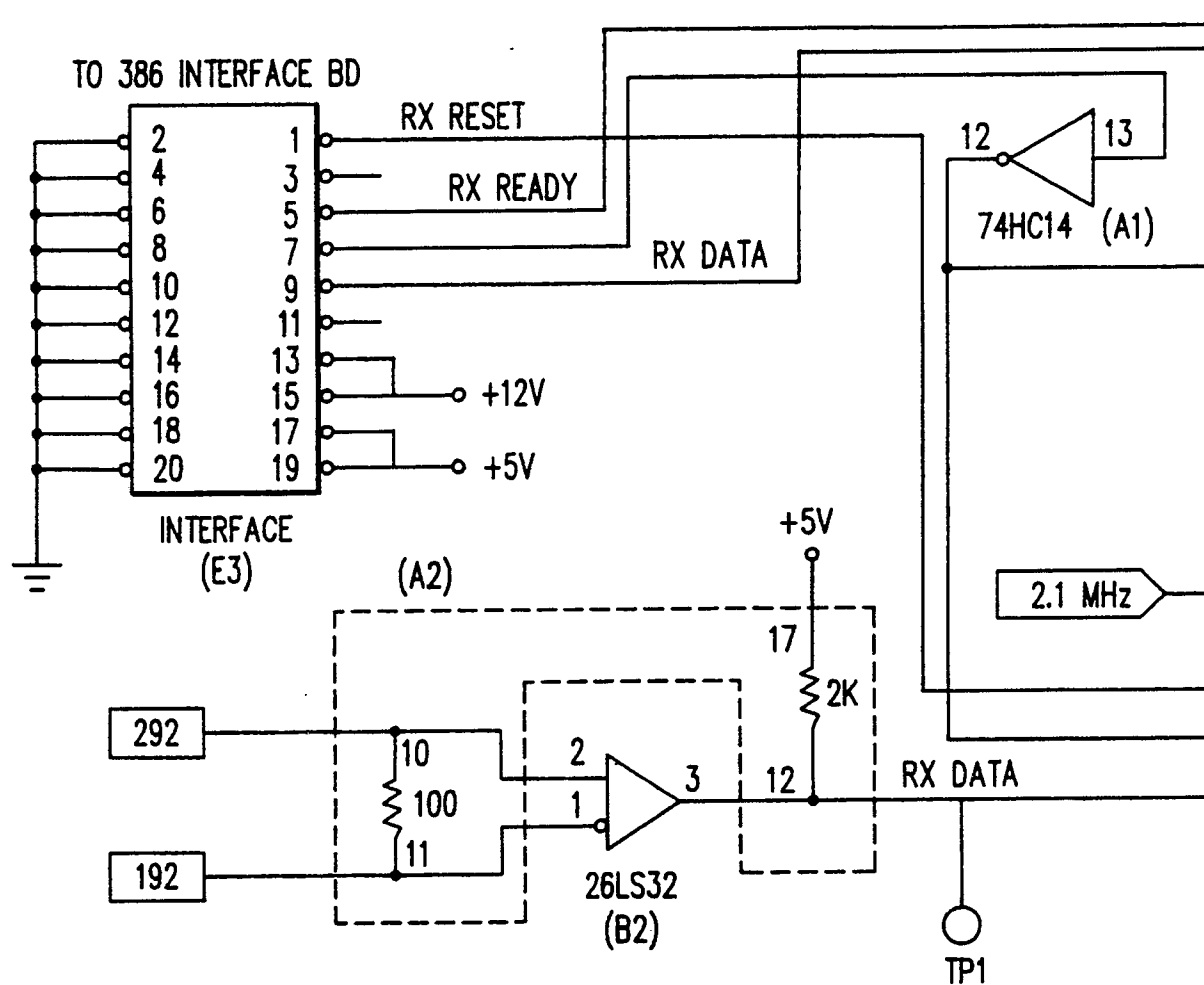 TO 386 INTERFACE BD
2 1 RX RESET
4 3
6 5 RX READY
8 7
10 9 RX DATA
12 11
14 13
16 15 +12V
18 17
20 19 +5V
INTERFACE
(E3)
12 13
74HC14 (A1)
(A2)
+5V
2.1 MHz
17
2K
292
10
100
11
192
2
1
3
26LS32
(B2)
12
RX DATA
TP1